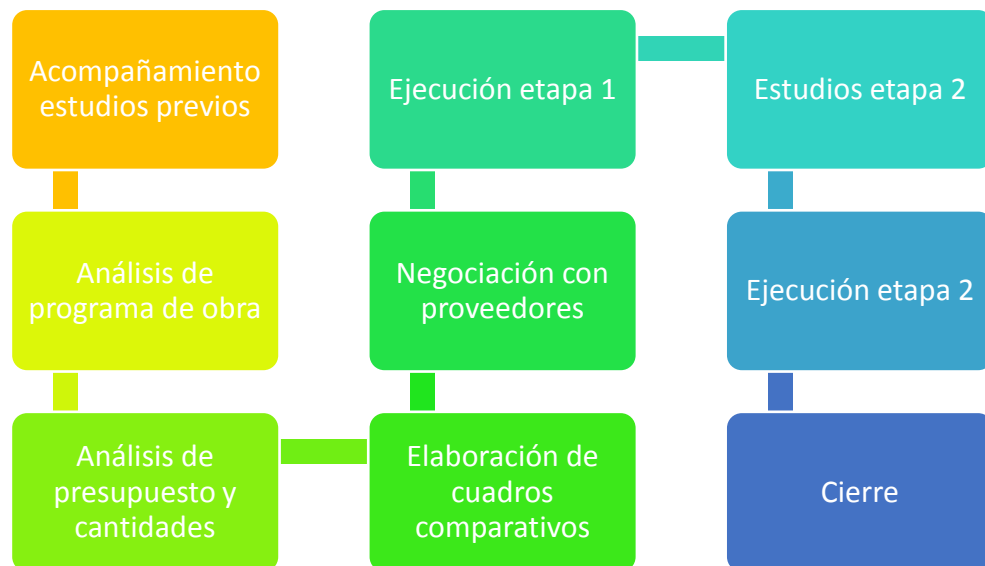 Acompañamiento
estudios previos
Análisis de
programa de obra
Análisis de
presupuesto y
cantidades
Elaboración de
cuadros
comparativos
Negociación con
proveedores
Ejecución etapa 1
Estudios etapa 2
Ejecución etapa 2
Cierre